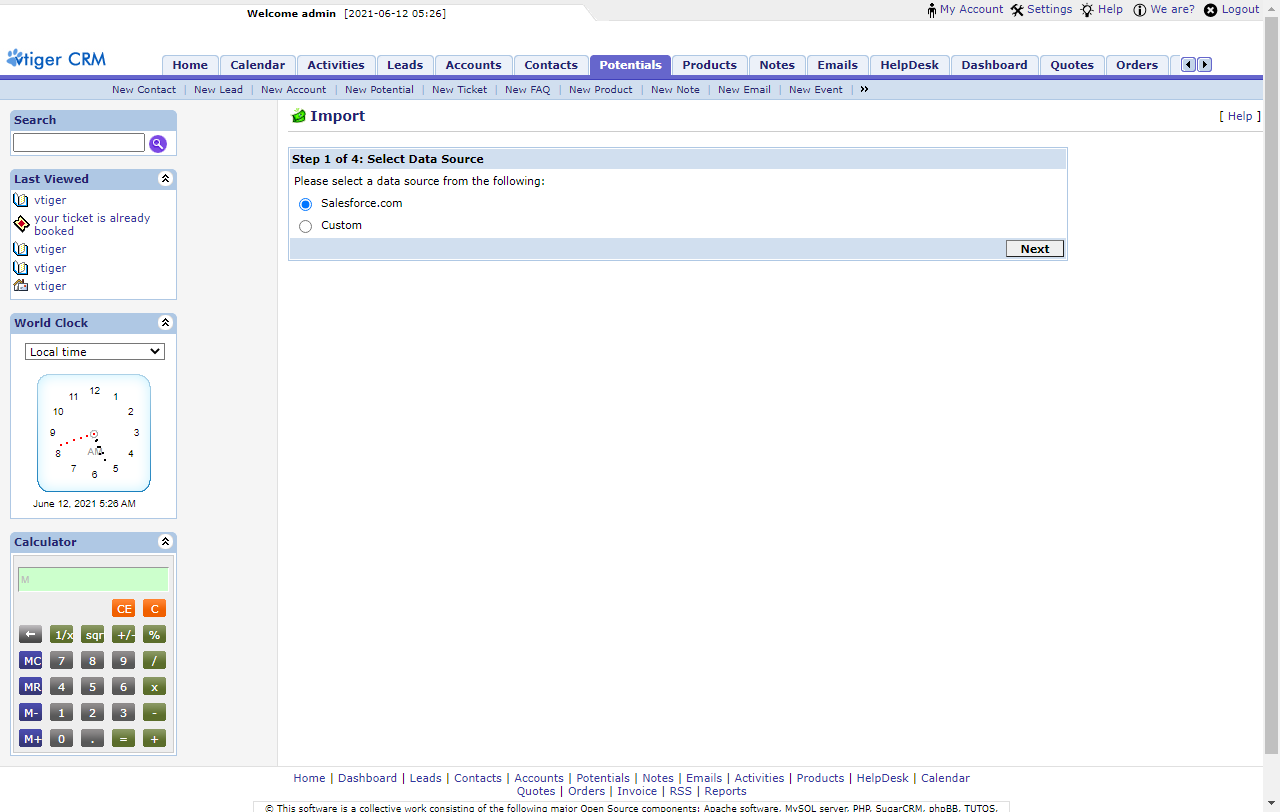 Welcome admin [2021-06-12 05:26]
My Account Settings Help We are? Logout
vtiger CRM
Home Calendar Activities Leads Accounts Contacts Potentials Products Notes Emails HelpDesk Dashboard Quotes Orders
New Contact | New Lead | New Account | New Potential | New Ticket | New FAQ | New Product | New Note | New Email | New Event | »
Search
Last Viewed
vtiger
your ticket is already
booked
vtiger
vtiger
vtiger
World Clock
Local time
12
11 1
10 2
9 3
AM
8 4
7 5
6
June 12, 2021 5:26 AM
Calculator
M
CE C
← 1/x sqr +/- %
MC 7 8 9 /
MR 4 5 6 x
M- 1 2 3 -
M+ 0 . = +
Import
[ Help ]
Step 1 of 4: Select Data Source
Please select a data source from the following:
Salesforce.com
Custom
Next
Home | Dashboard | Leads | Contacts | Accounts | Potentials | Notes | Emails | Activities | Products | HelpDesk | Calendar
Quotes | Orders | Invoice | RSS | Reports
© This software is a collective work consisting of the following major Open Source components: Apache software, MySQL server, PHP, SugarCRM, phpBB, TUTOS,